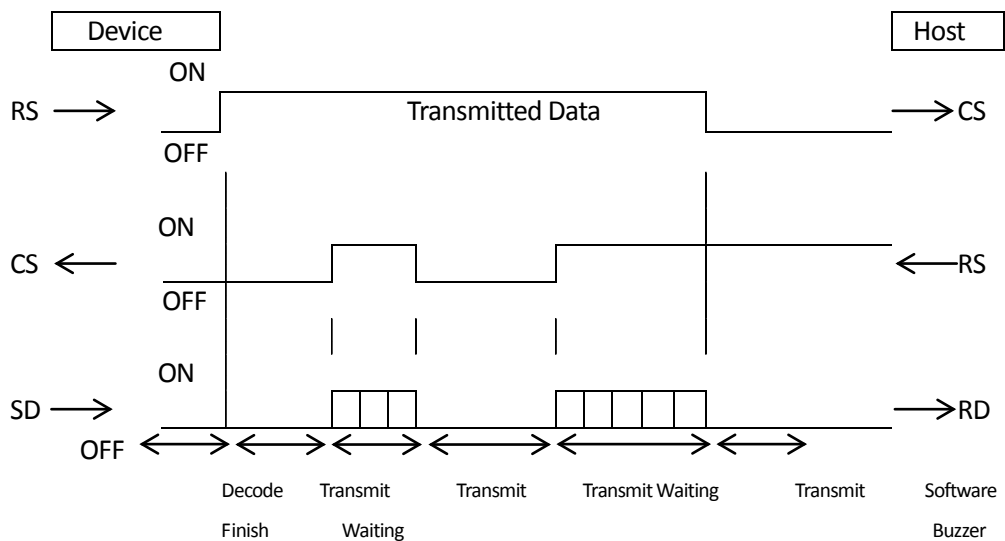 Device Host
ON
RS Transmitted Data CS
OFF
ON
CS RS
OFF
ON
SD RD
OFF
Decode Transmit Transmit Transmit Waiting Transmit Software
Finish Waiting Buzzer